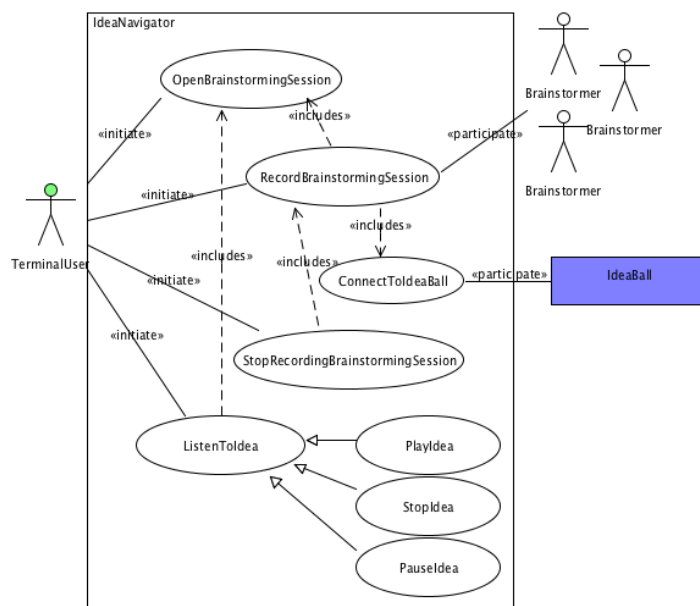 IdeaNavigator
OpenBrainstormingSession
Brainstormer
Brainstormer
Brainstormer
«initiate»
«includes»
«participate»
RecordBrainstormingSession
«initiate»
TerminalUser
«includes»
«includes»
«includes»
«participate»
IdeaBall
ConnectToIdeaBall
«initiate»
«initiate»
StopRecordingBrainstormingSession
ListenToIdea
PlayIdea
StopIdea
PauseIdea